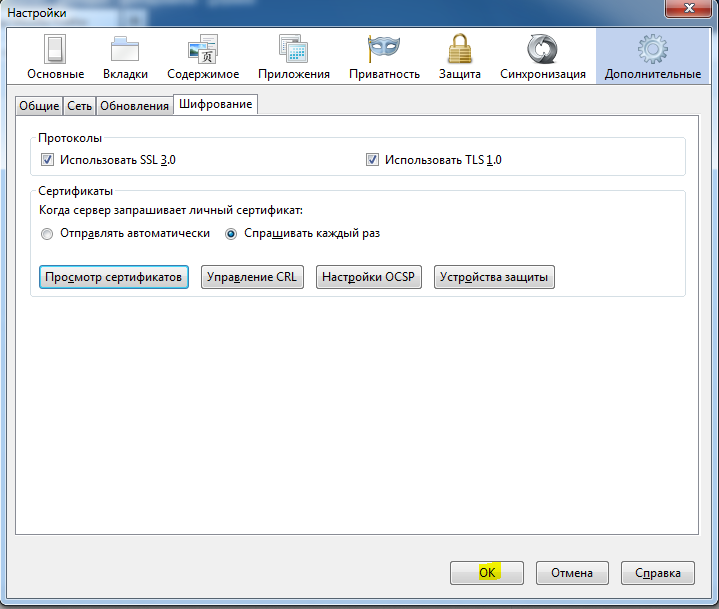 Настройки
Основные Вкладки Содержимое Приложения Приватность Защита Синхронизация Дополнительные
Общие Сеть Обновления Шифрование
Протоколы
Использовать SSL 3.0 Использовать TLS 1.0
Сертификаты
Когда сервер запрашивает личный сертификат:
Отправлять автоматически Спрашивать каждый раз
Просмотр сертификатов Управление CRL Настройки OCSP Устройства защиты
OK Отмена Справка